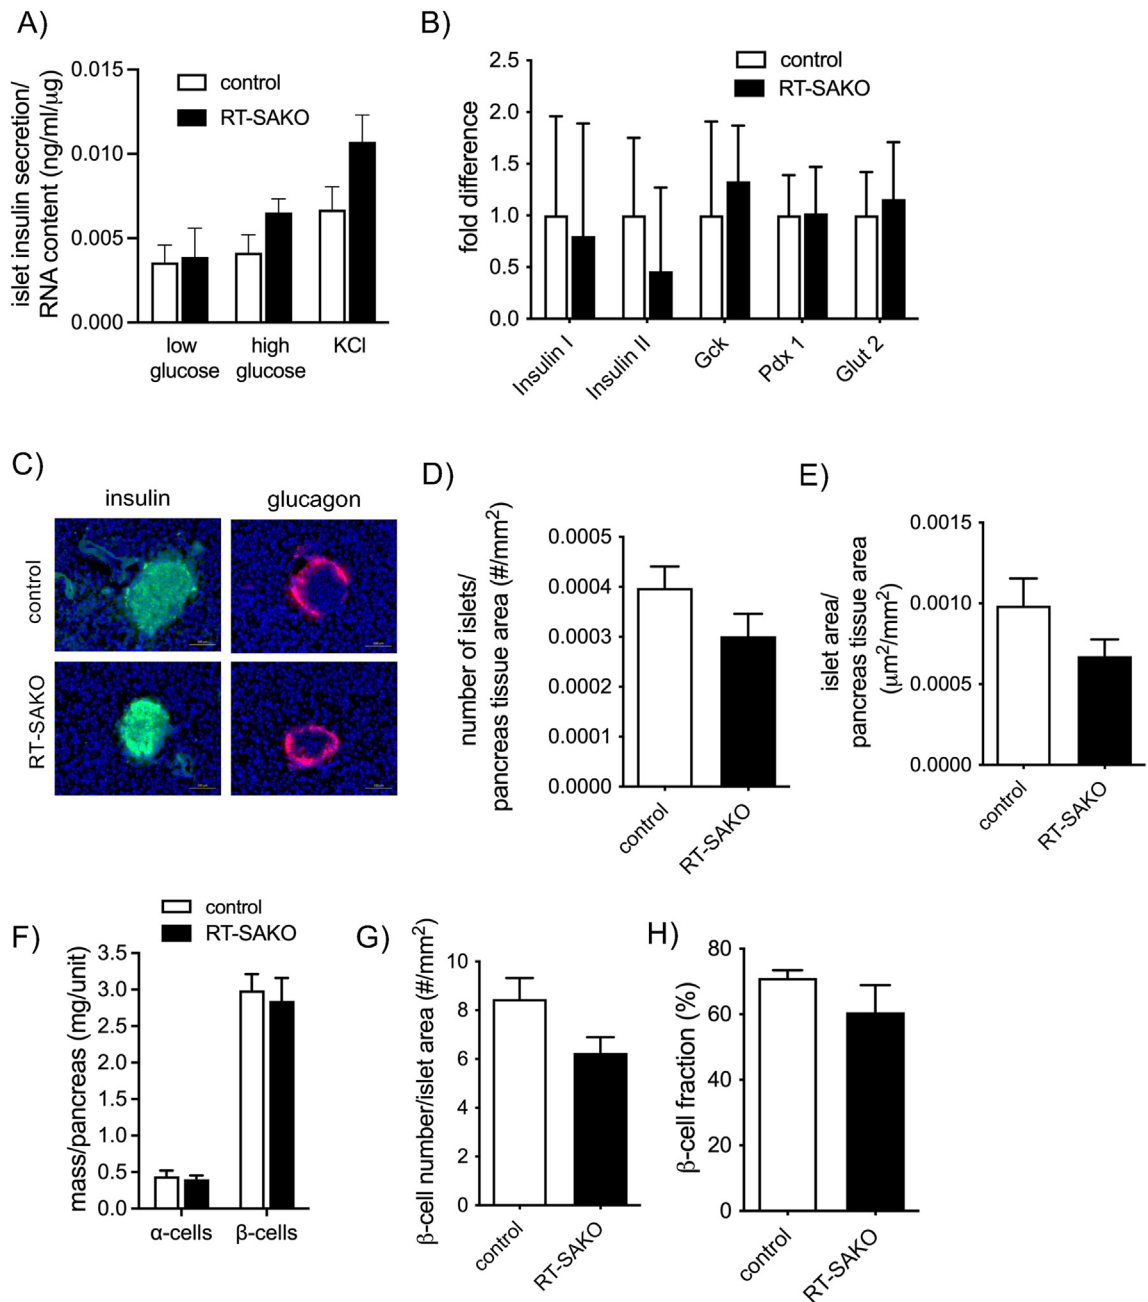 A)
islet insulin secretion/
RNA content (ng/ml/μg)
0.015
0.010
0.005
0.000
control
RT-SAKO
low
glucose
high
glucose
KCl
B)
fold difference
2.5
2.0
1.5
1.0
0.5
0.0
control
RT-SAKO
Insulin I
Insulin II
Gck
Pdx 1
Glut 2
C)
insulin
glucagon
control
RT-SAKO
D)
number of islets/
pancreas tissue area (#/mm²)
0.0005
0.0004
0.0003
0.0002
0.0001
0.0000
control
RT-SAKO
E)
islet area/
pancreas tissue area
(μm²/mm²)
0.0015
0.0010
0.0005
0.0000
control
RT-SAKO
F)
control
RT-SAKO
mass/pancreas (mg/unit)
3.5
3.0
2.5
2.0
1.5
1.0
0.5
0.0
α-cells
β-cells
G)
β-cell number/islet area (#/mm²)
10
8
6
4
2
0
control
RT-SAKO
H)
β-cell fraction (%)
80
60
40
20
0
control
RT-SAKO